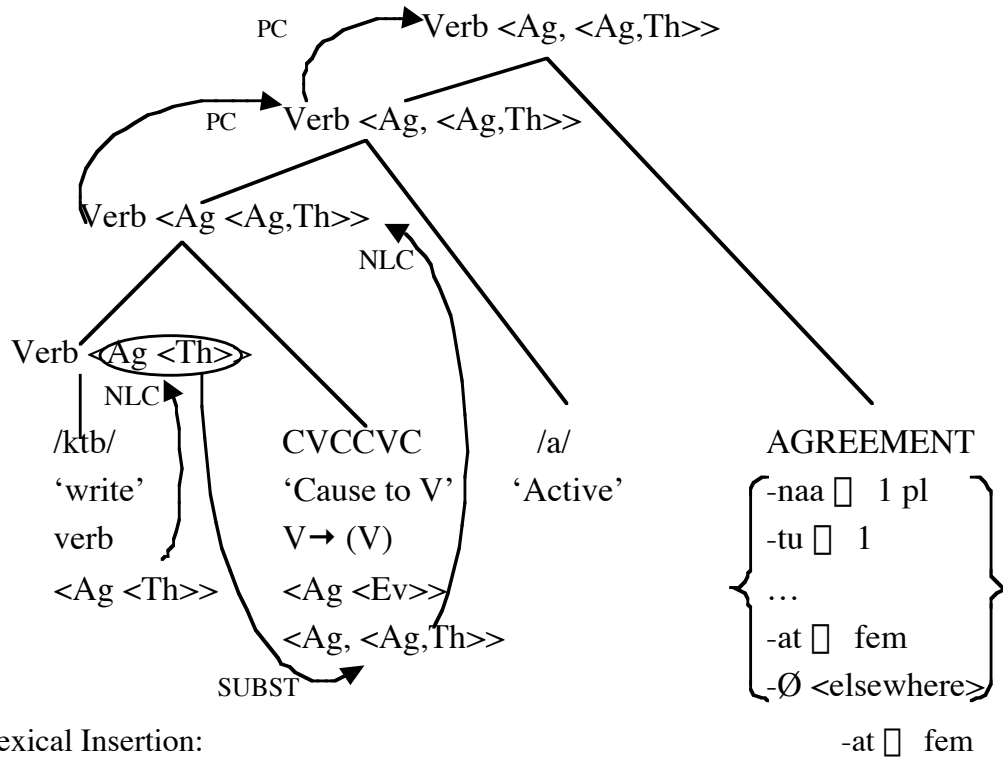 PC Verb <Ag, <Ag,Th>>
PC Verb <Ag, <Ag,Th>>
Verb <Ag <Ag,Th>>
NLC
Verb <Ag <Th>>
NLC
/ktb/ CVCCVC /a/ AGREEMENT
‘write’ ‘Cause to V’ ‘Active’ -naa □ 1 pl
verb V→ (V) -tu □ 1
<Ag <Th>> <Ag <Ev>> …
<Ag, <Ag,Th>> -at □ fem
SUBST -Ø <elsewhere>
exical Insertion: -at □ fem